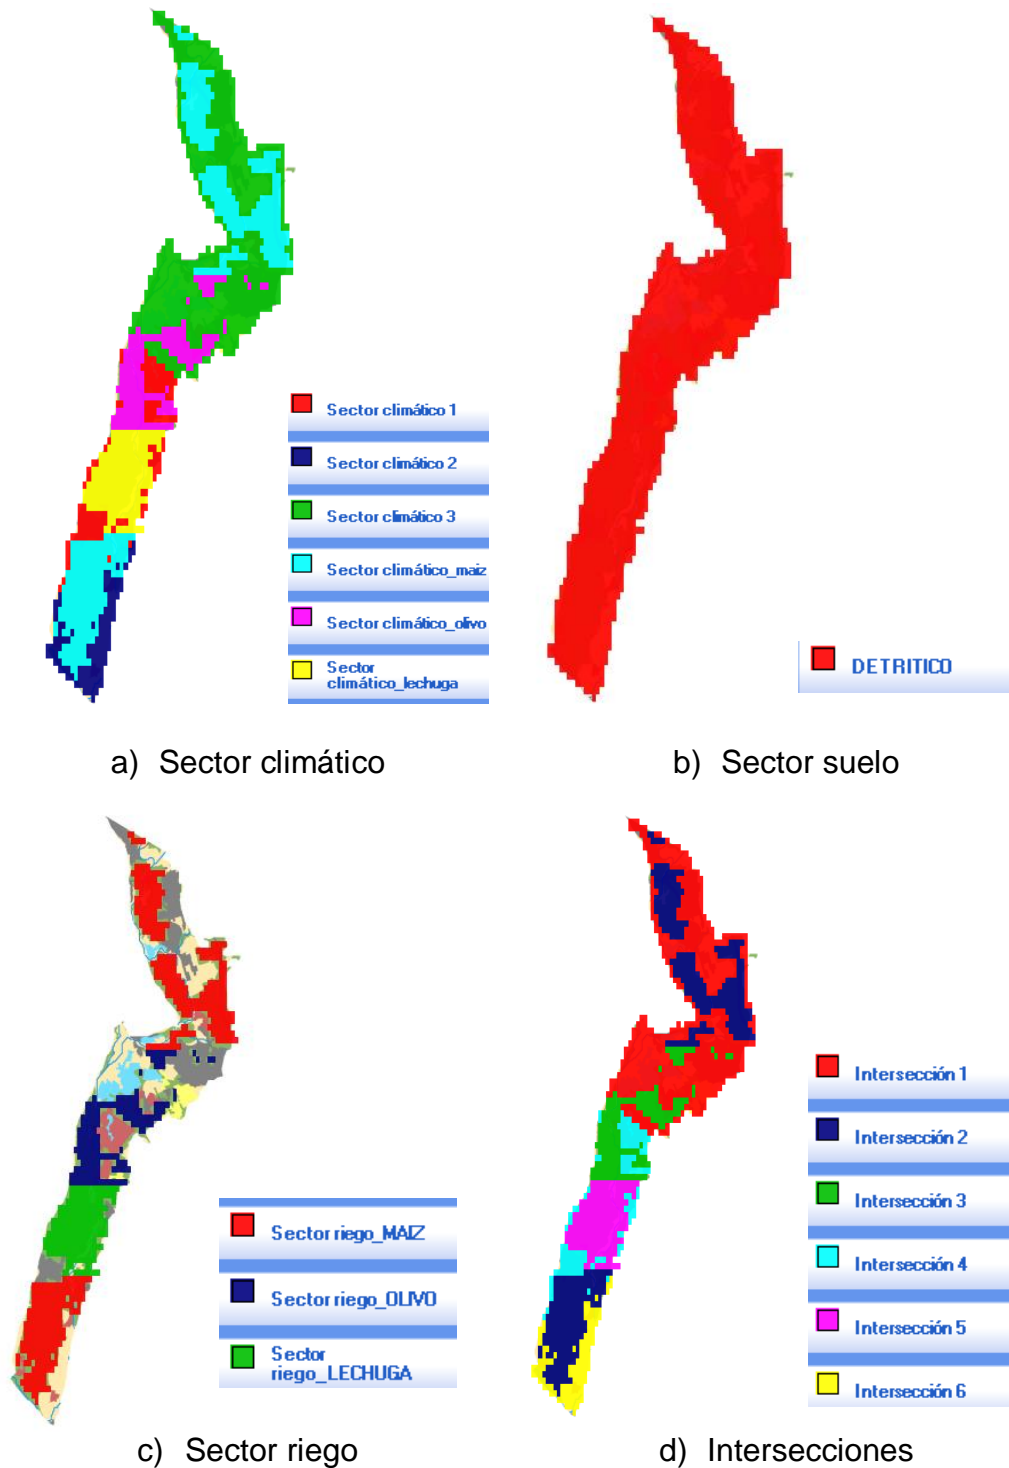 Sector climático 1
Sector climático 2
Sector climático 3
Sector climático_maiz
Sector climático_olivo
Sector
climático_lechuga
DETRITICO
a) Sector climático
b) Sector suelo
Sector riego_MAIZ
Sector riego_OLIVO
Sector
riego_LECHUGA
Intersección 1
Intersección 2
Intersección 3
Intersección 4
Intersección 5
Intersección 6
c) Sector riego
d) Intersecciones